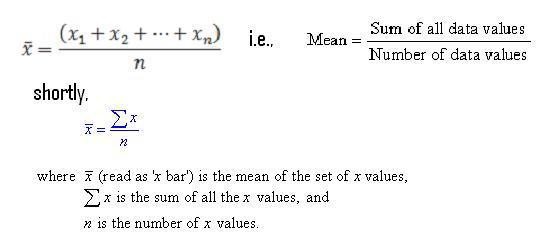 x̄ = (x₁ + x₂ + ··· + xₙ) / n i.e., Mean = Sum of all data values / Number of data values
shortly,
x̄ = ∑x / n
where x̄ (read as 'x bar') is the mean of the set of x values,
∑x is the sum of all the x values, and
n is the number of x values.